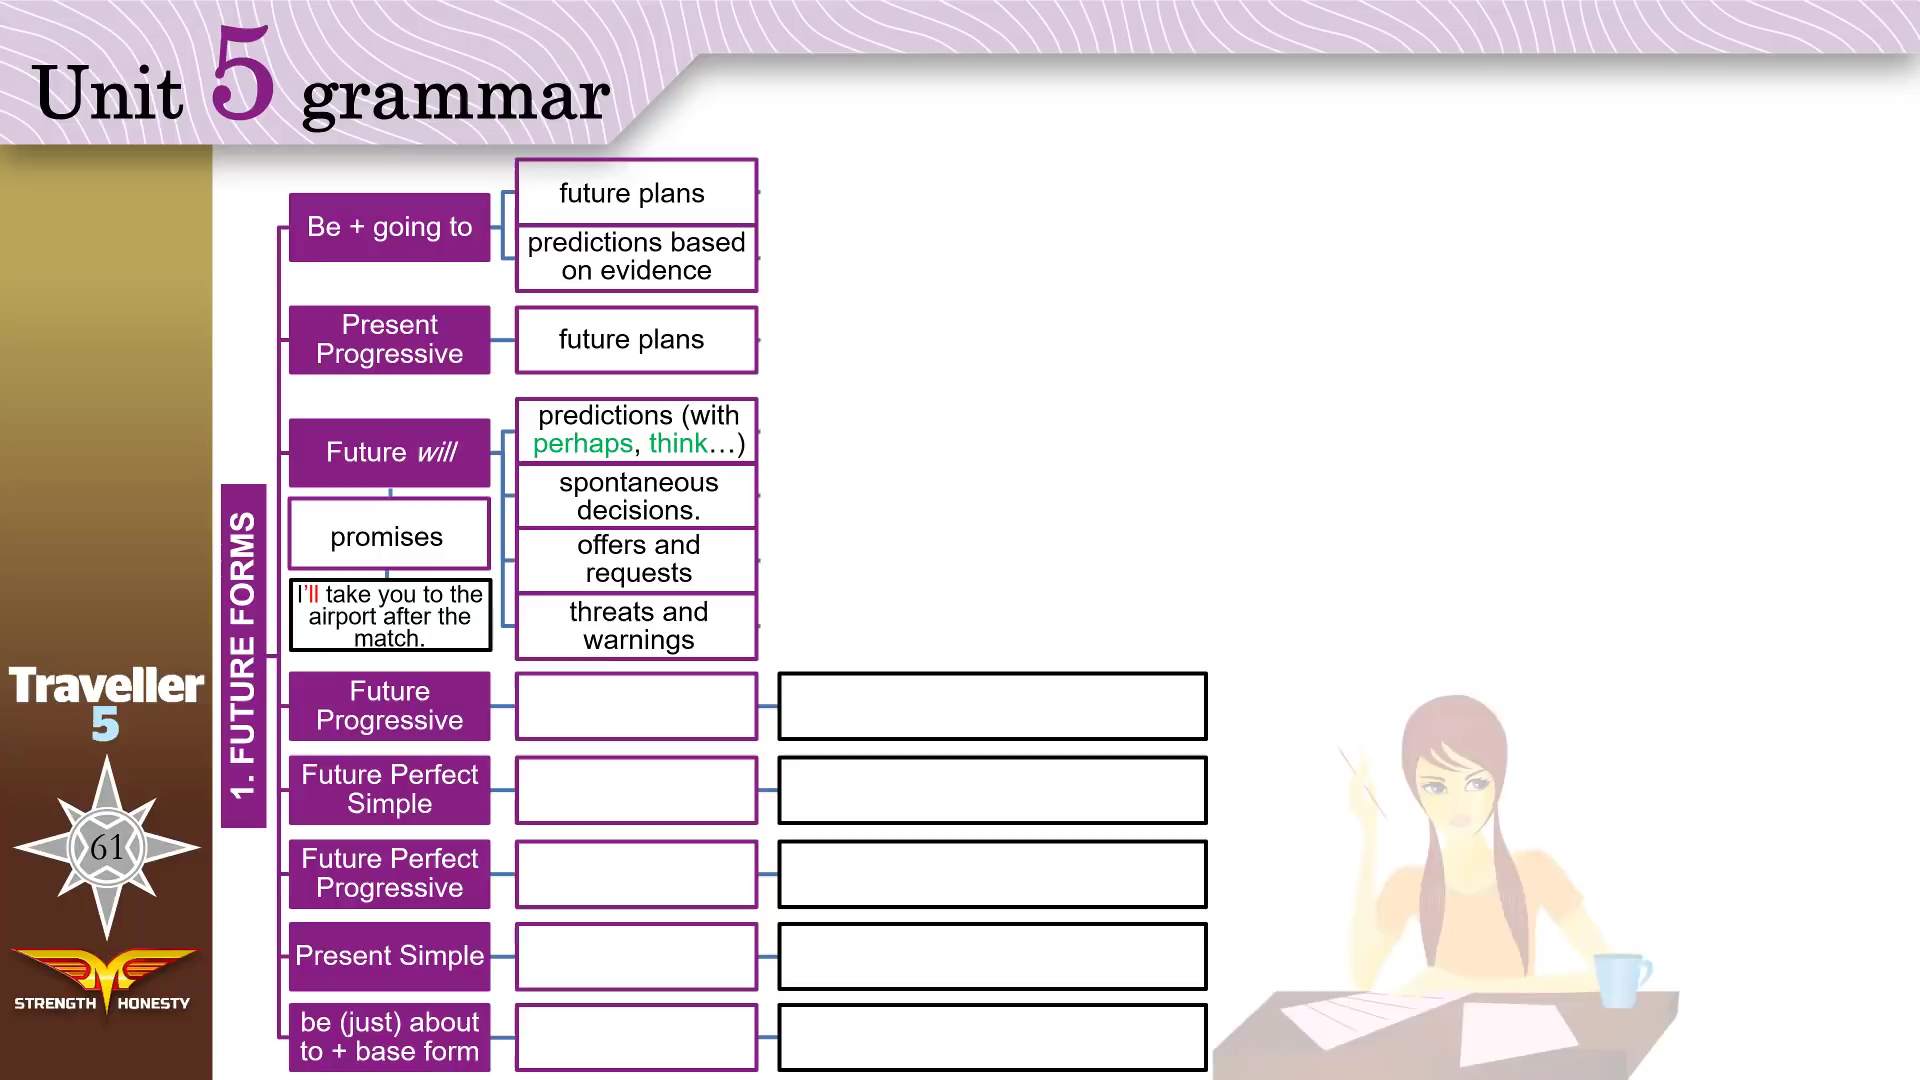 Unit 5 grammar
Be + going to
future plans
predictions based
on evidence
Present
Progressive
future plans
Future will
predictions (with
perhaps, think…)
spontaneous
decisions.
offers and
requests
threats and
warnings
promises
I'll take you to the
airport after the
match.
1. FUTURE FORMS
Future
Progressive
Future Perfect
Simple
Future Perfect
Progressive
Present Simple
be (just) about
to + base form
Traveller
5
61
STRENGTH HONESTY